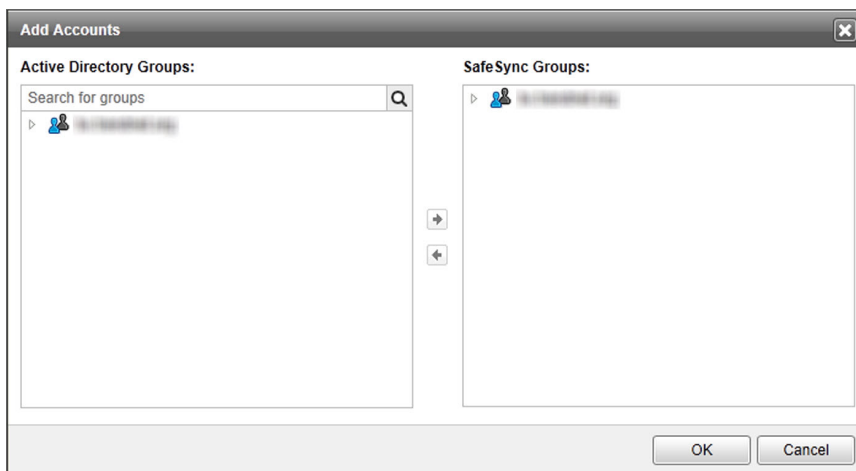 Add Accounts
Active Directory Groups:
SafeSync Groups:
Search for groups
OK
Cancel